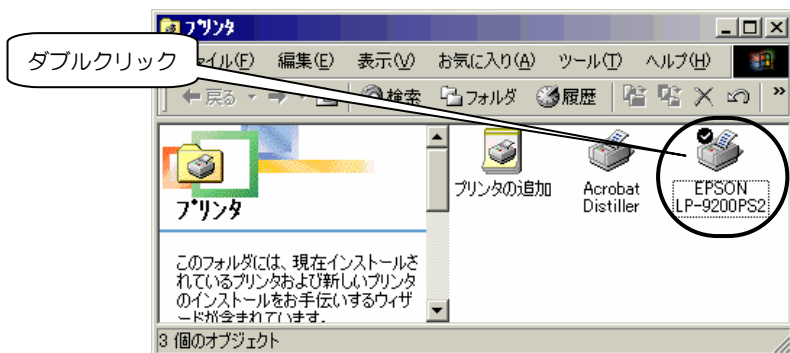 プリンタ
ダブルクリック
ァイル(F) 編集(E) 表示(V) お気に入り(A) ツール(T) ヘルプ(H)
戻る 検索 フォルダ 履歴 »
プリンタ
プリンタの追加
Acrobat
Distiller
EPSON
LP-9200PS2
このフォルダには、現在インストールさ
れているプリンタおよび新しいプリンタ
のインストールをお手伝いするウィザ
ードが含まれています。
3 個のオブジェクト